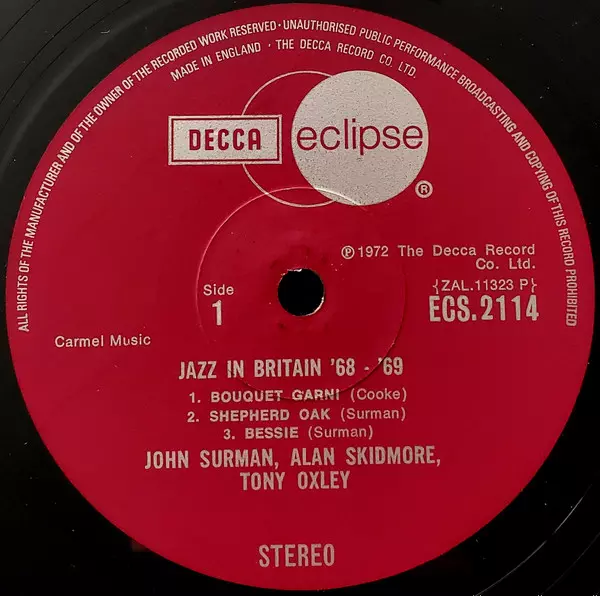 ALL RIGHTS OF THE MANUFACTURER AND OF THE OWNER OF THE RECORDED WORK RESERVED · UNAUTHORISED PUBLIC PERFORMANCE BROADCASTING AND COPYING OF THIS RECORD PROHIBITED
MADE IN ENGLAND · THE DECCA RECORD CO LTD.
DECCA eclipse ®
℗ 1972 The Decca Record
Co. Ltd.
Side
1
{ZAL.11323 P}
ECS.2114
Carmel Music
JAZZ IN BRITAIN '68 - '69
1. BOUQUET GARNI (Cooke)
2. SHEPHERD OAK (Surman)
3. BESSIE (Surman)
JOHN SURMAN, ALAN SKIDMORE,
TONY OXLEY
STEREO